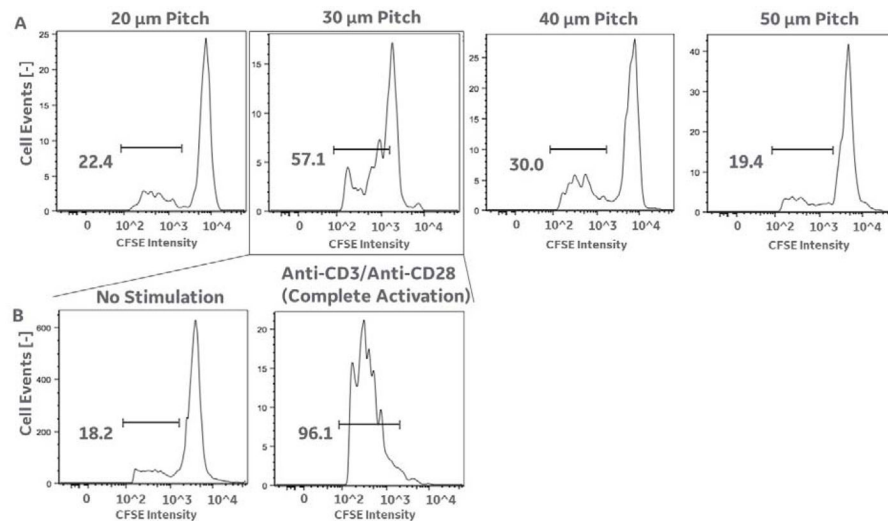 A
20 µm Pitch
30 µm Pitch
40 µm Pitch
50 µm Pitch
Cell Events [-]
25
20
15
10
5
0
22.4
0 10^2 10^3 10^4
CFSE Intensity
15
10
5
0
57.1
0 10^2 10^3 10^4
CFSE Intensity
25
20
15
10
5
0
30.0
0 10^2 10^3 10^4
CFSE Intensity
40
30
20
10
0
19.4
0 10^2 10^3 10^4
CFSE Intensity
B
No Stimulation
Anti-CD3/Anti-CD28
(Complete Activation)
Cell Events [-]
600
400
200
0
18.2
0 10^2 10^3 10^4
CFSE Intensity
20
15
10
5
0
96.1
0 10^2 10^3 10^4
CFSE Intensity